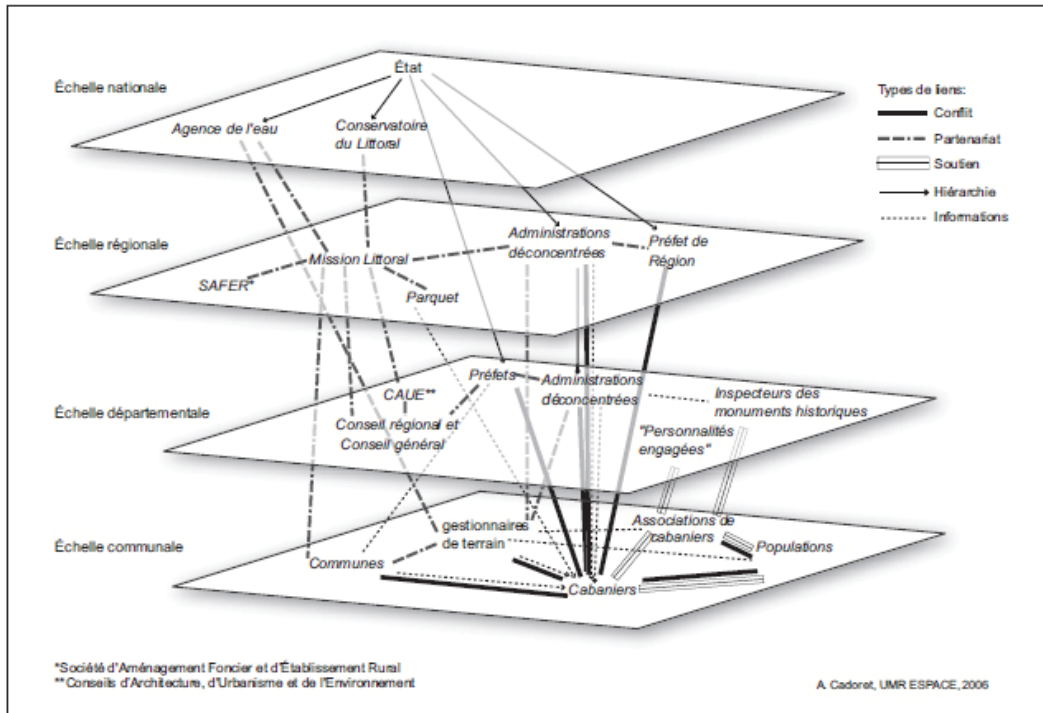 État
Échelle nationale
Agence de l'eau
Conservatoire
du Littoral
Types de liens:
Conflit
Partenariat
Soutien
Hiérarchie
Informations
Échelle régionale
Mission Littoral
SAFER*
Parquet
Administrations
déconcentrées
Préfet de
Région
Échelle départementale
Préfets
CAUE**
Conseil régional et
Conseil général
Administrations
déconcentrées
Inspecteurs des
monuments historiques
"Personnalités
engagées"
Échelle communale
gestionnaires
de terrain
Communes
Associations de
cabaniers
Populations
Cabaniers
*Société d'Aménagement Foncier et d'Établissement Rural
**Conseils d'Architecture, d'Urbanisme et de l'Environnement
A. Cadoret, UMR ESPACE, 2006